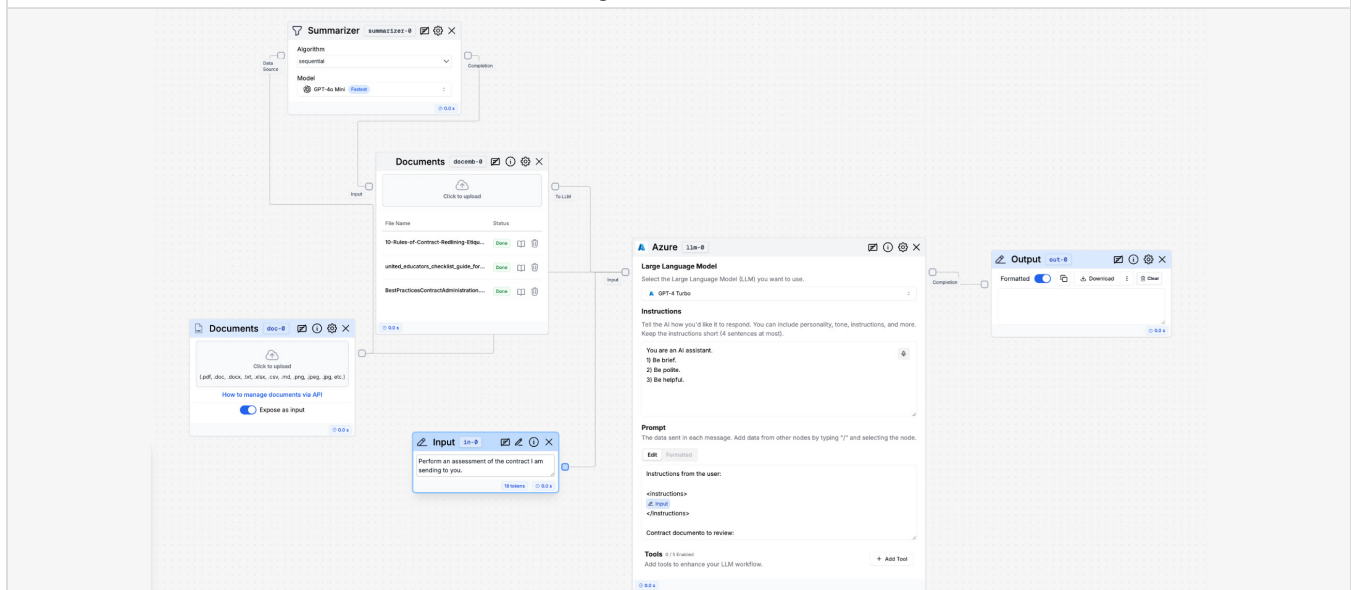 Summarizer summarizer-0
Algorithm
sequential
Model
GPT-4o Mini Fastest
0.0 s
Data
Source
Completion
Documents docemb-0
Click to upload
Input
To LLM
File Name Status
10-Rules-of-Contract-Redlining-Etiqu... Done
united_educators_checklist_guide_for... Done
BestPracticesContractAdministration.... Done
0.0 s
Documents doc-0
Click to upload
(.pdf, .doc, .docx, .txt, .xlsx, .csv, .md, .png, .jpeg, .jpg, etc.)
How to manage documents via API
Expose as input
0.0 s
Input in-0
Perform an assessment of the contract I am
sending to you.
18 tokens 0.0 s
Input
Azure llm-0
Large Language Model
Select the Large Language Model (LLM) you want to use.
GPT-4 Turbo
Instructions
Tell the AI how you'd like it to respond. You can include personality, tone, instructions, and more.
Keep the instructions short (4 sentences at most).
You are an AI assistant.
1) Be brief.
2) Be polite.
3) Be helpful.
Prompt
The data sent in each message. Add data from other nodes by typing "/" and selecting the node.
Edit Formatted
Instructions from the user:
<instructions>
Input
</instructions>
Contract documento to review:
Tools 0 / 5 Enabled
Add tools to enhance your LLM workflow.
+ Add Tool
0.0 s
Completion
Output out-0
Formatted Download Clear
0.0 s